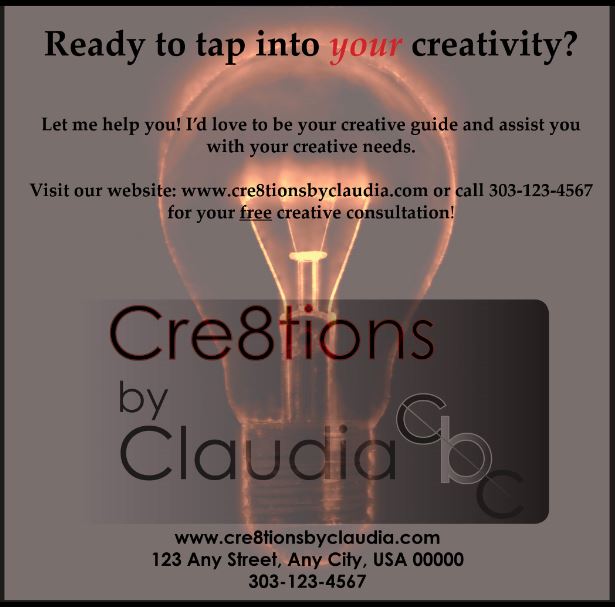 Ready to tap into your creativity?
Let me help you! I'd love to be your creative guide and assist you
with your creative needs.
Visit our website: www.cre8tionsbyclaudia.com or call 303-123-4567
for your free creative consultation!
Cre8tions
by
Claudia
CbC
www.cre8tionsbyclaudia.com
123 Any Street, Any City, USA 00000
303-123-4567